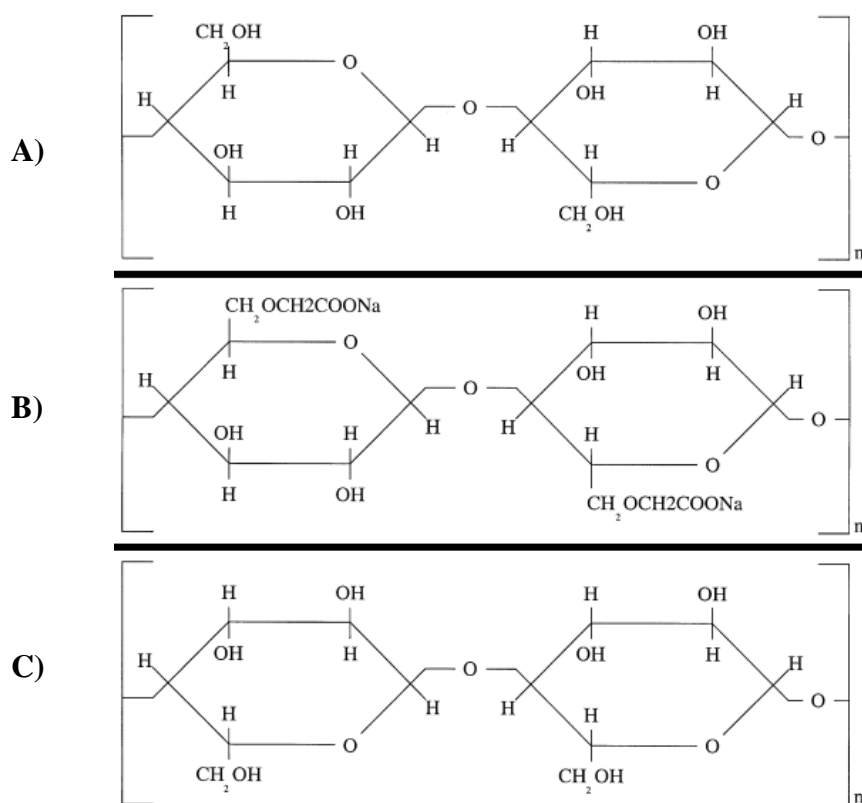 CH₂OH O H OH
H H OH H H
A) O O
OH H H H H O
H OH CH₂OH n
CH₂OCH2COONa O H OH
H H OH H H
B) O O
OH H H H H O
H OH CH₂OCH2COONa n
H OH H OH
H OH H OH H H
C) O O
H H H H
CH₂OH O CH₂OH O n